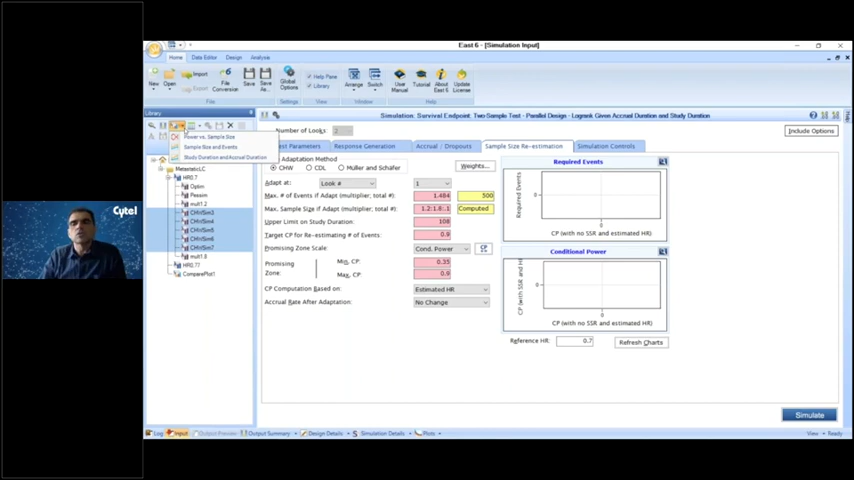 East 6 - [Simulation Input]
Home Data Editor Design Analysis
New Open Import Export File Conversion Save Save As... Global Options Help Pane Library Arrange Switch User Manual Tutorial About East 6 Update License
File Settings View Window Help
Library
Simulation: Survival Endpoint: Two-Sample Test - Parallel Design - Logrank Given Accrual Duration and Study Duration
Number of Looks: 2
Include Options
Power vs. Sample Size
Sample Size and Events
Study Duration and Accrual Duration
Test Parameters Response Generation Accrual / Dropouts Sample Size Re-estimation Simulation Controls
Adaptation Method
CHW CDL Müller and Schäfer
Weights...
Adapt at: Look # 1
Max. # of Events if Adapt (multiplier; total #): 1.484 500
Max. Sample Size if Adapt (multiplier; total #): 1.2:1.8:.1 Computed
Upper Limit on Study Duration: 108
Target CP for Re-estimating # of Events: 0.9
Promising Zone Scale: Cond. Power CP
Promising Zone: Min. CP: 0.35
Max. CP: 0.9
CP Computation Based on: Estimated HR
Accrual Rate After Adaptation: No Change
Required Events
Required Events
0
0
CP (with no SSR and estimated HR)
Conditional Power
CP (with SSR and H
0
0
CP (with no SSR and estimated HR)
Reference HR: 0.7
Refresh Charts
MetasticLC
HR0.7
Optim
Pessim
mult1.2
CHWSim3
CHWSim4
CHWSim5
CHWSim6
CHWSim7
mult1.8
HR0.77
ComparePlot1
Cytel
Simulate
Log Input Output Preview Output Summary Design Details Simulation Details Plots
View Ready